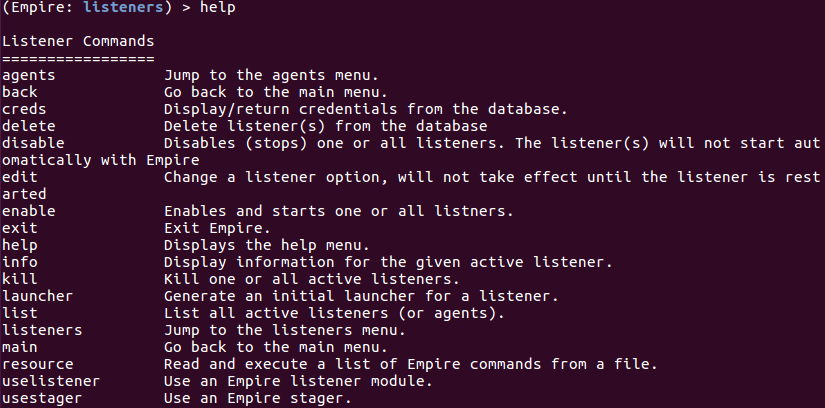 (Empire: listeners) > help
Listener Commands
=================
agents            Jump to the agents menu.
back              Go back to the main menu.
creds             Display/return credentials from the database.
delete            Delete listener(s) from the database
disable           Disables (stops) one or all listeners. The listener(s) will not start aut
omatically with Empire
edit              Change a listener option, will not take effect until the listener is rest
arted
enable            Enables and starts one or all listners.
exit              Exit Empire.
help              Displays the help menu.
info              Display information for the given active listener.
kill              Kill one or all active listeners.
launcher          Generate an initial launcher for a listener.
list              List all active listeners (or agents).
listeners         Jump to the listeners menu.
main              Go back to the main menu.
resource          Read and execute a list of Empire commands from a file.
uselistener       Use an Empire listener module.
usestager         Use an Empire stager.